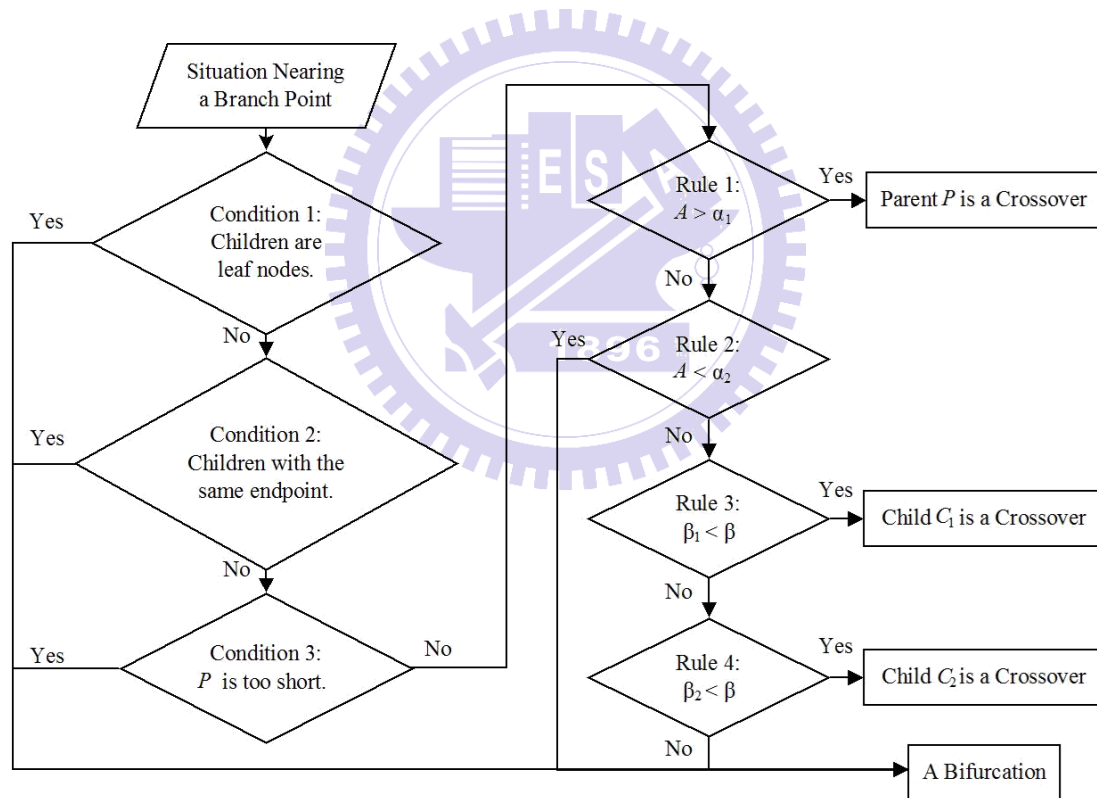 Situation Nearing
a Branch Point
Yes
Condition 1:
Children are
leaf nodes.
No
Yes
Condition 2:
Children with the
same endpoint.
No
Yes
Condition 3:
P is too short.
No
Rule 1:
A > α₁
Yes
Parent P is a Crossover
No
Yes
Rule 2:
A < α₂
No
Rule 3:
β₁ < β
Yes
Child C₁ is a Crossover
No
Rule 4:
β₂ < β
Yes
Child C₂ is a Crossover
No
A Bifurcation
E S A
1896